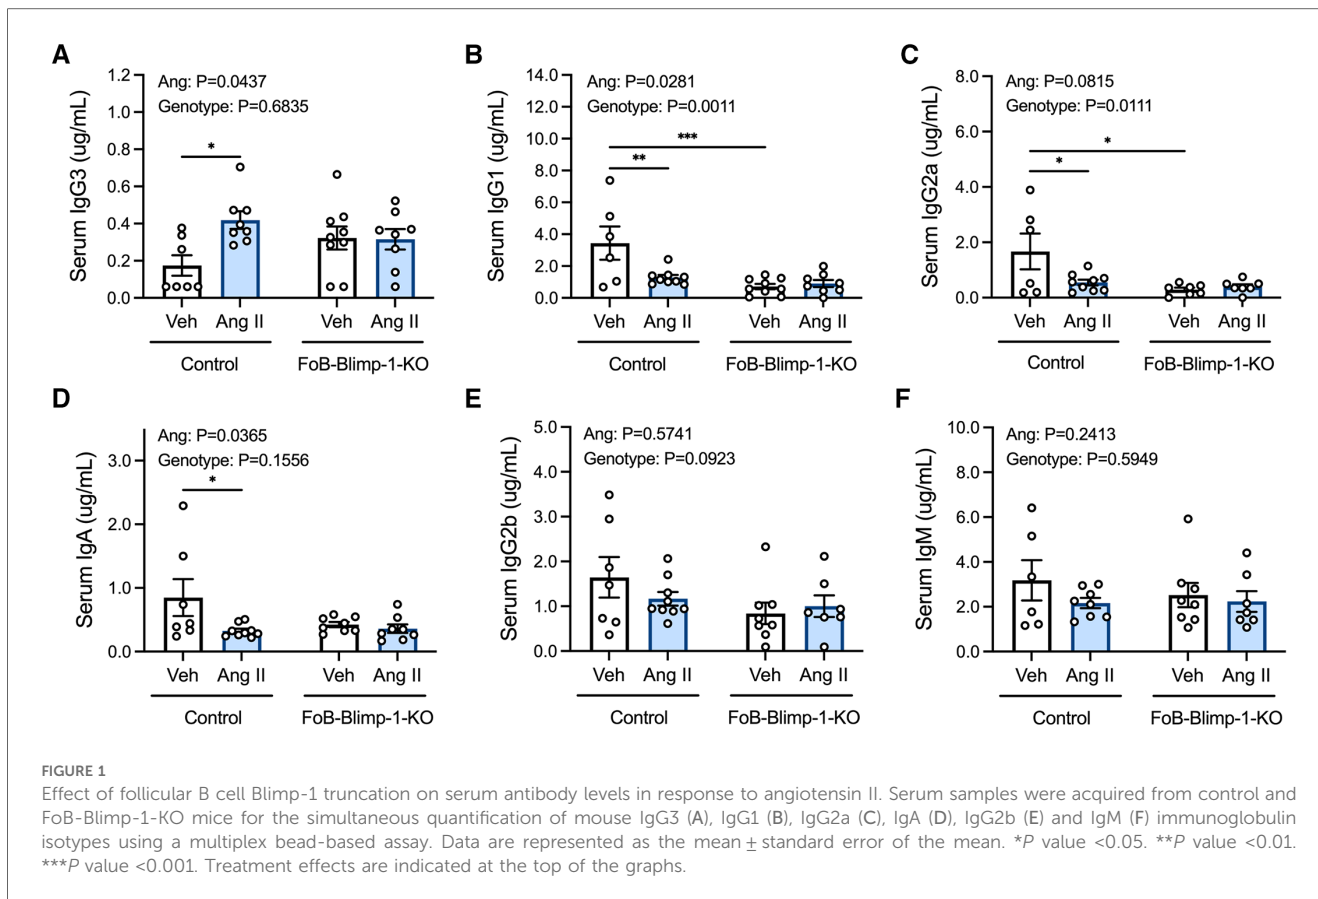 A
Ang: P=0.0437
Genotype: P=0.6835
Serum IgG3 (ug/mL)
1.2
1.0
0.8
0.6
0.4
0.2
0.0
*
Veh Ang II Veh Ang II
Control FoB-Blimp-1-KO
B
Ang: P=0.0281
Genotype: P=0.0011
Serum IgG1 (ug/mL)
14.0
12.0
10.0
8.0
6.0
4.0
2.0
0.0
***
**
Veh Ang II Veh Ang II
Control FoB-Blimp-1-KO
C
Ang: P=0.0815
Genotype: P=0.0111
Serum IgG2a (ug/mL)
8.0
6.0
4.0
2.0
0.0
*
*
Veh Ang II Veh Ang II
Control FoB-Blimp-1-KO
D
Ang: P=0.0365
Genotype: P=0.1556
Serum IgA (ug/mL)
3.0
2.0
1.0
0.0
*
Veh Ang II Veh Ang II
Control FoB-Blimp-1-KO
E
Ang: P=0.5741
Genotype: P=0.0923
Serum IgG2b (ug/mL)
5.0
4.0
3.0
2.0
1.0
0.0
Veh Ang II Veh Ang II
Control FoB-Blimp-1-KO
F
Ang: P=0.2413
Genotype: P=0.5949
Serum IgM (ug/mL)
10.0
8.0
6.0
4.0
2.0
0.0
Veh Ang II Veh Ang II
Control FoB-Blimp-1-KO
FIGURE 1
Effect of follicular B cell Blimp-1 truncation on serum antibody levels in response to angiotensin II. Serum samples were acquired from control and
FoB-Blimp-1-KO mice for the simultaneous quantification of mouse IgG3 (A), IgG1 (B), IgG2a (C), IgA (D), IgG2b (E) and IgM (F) immunoglobulin
isotypes using a multiplex bead-based assay. Data are represented as the mean ± standard error of the mean. *P value <0.05. **P value <0.01.
***P value <0.001. Treatment effects are indicated at the top of the graphs.